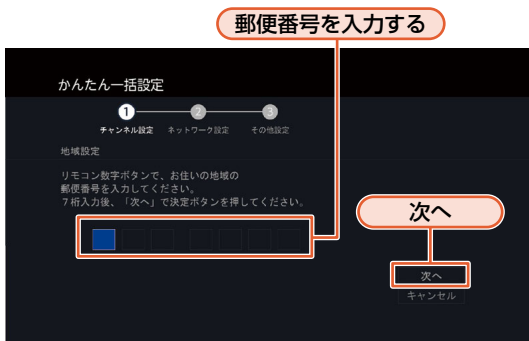 郵便番号を入力する
かんたん一括設定
1 2 3
チャンネル設定 ネットワーク設定 その他設定
地域設定
リモコン数字ボタンで、お住いの地域の
郵便番号を入力してください。
7桁入力後、「次へ」で決定ボタンを押してください。
次へ
次へ
キャンセル